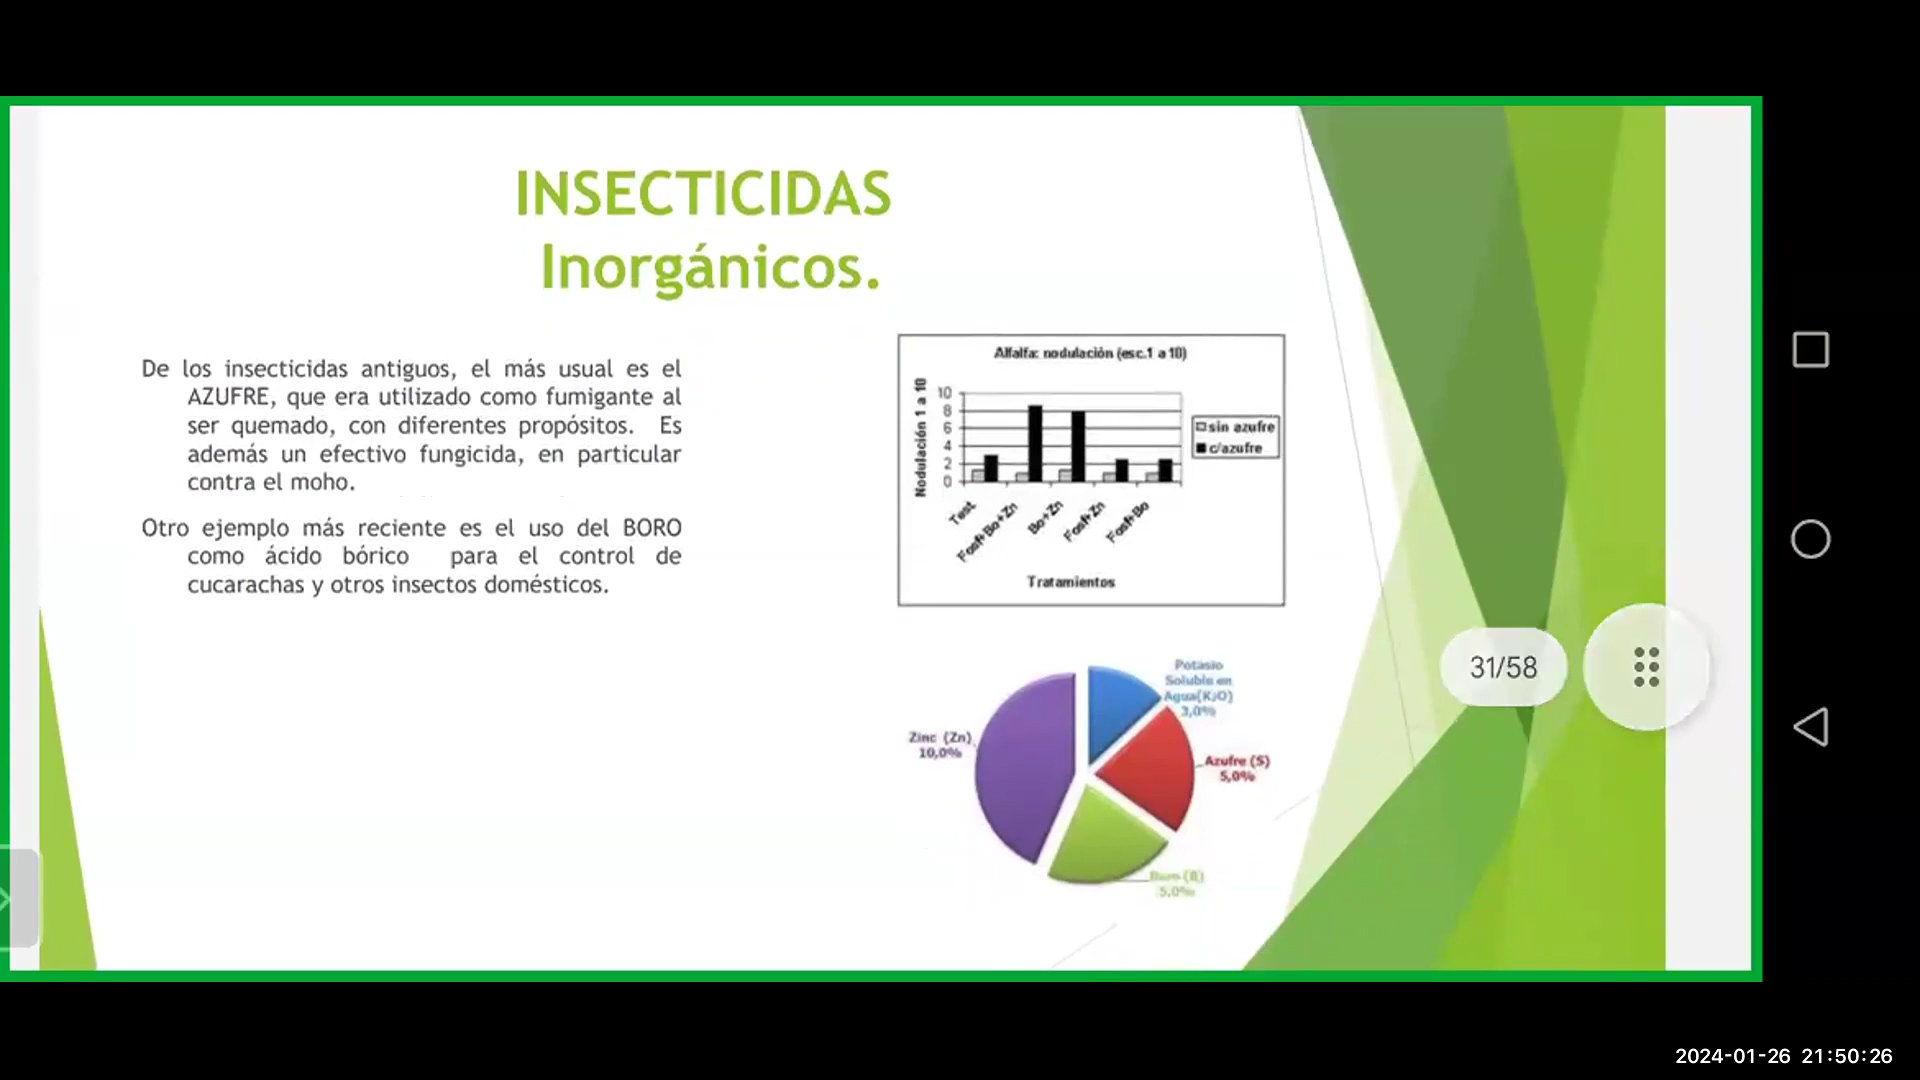 INSECTICIDAS
Inorgánicos.
De los insecticidas antiguos, el más usual es el
AZUFRE, que era utilizado como fumigante al
ser quemado, con diferentes propósitos. Es
además un efectivo fungicida, en particular
contra el moho.
Otro ejemplo más reciente es el uso del BORO
como ácido bórico para el control de
cucarachas y otros insectos domésticos.
Alfalfa: nodulación (esc.1 a 10)
Nodulación 1 a 10
10
8
6
4
2
0
sin azufre
c/azufre
Test
Fosf+Bo+Zn
Bo+Zn
Fosf+Zn
Fosf+Bo
Tratamientos
Potasio
Soluble en
Agua(K2O)
3,0%
Zinc (Zn)
10,0%
Azufre (S)
5,0%
Boro (B)
5,0%
31/58
2024-01-26 21:50:26